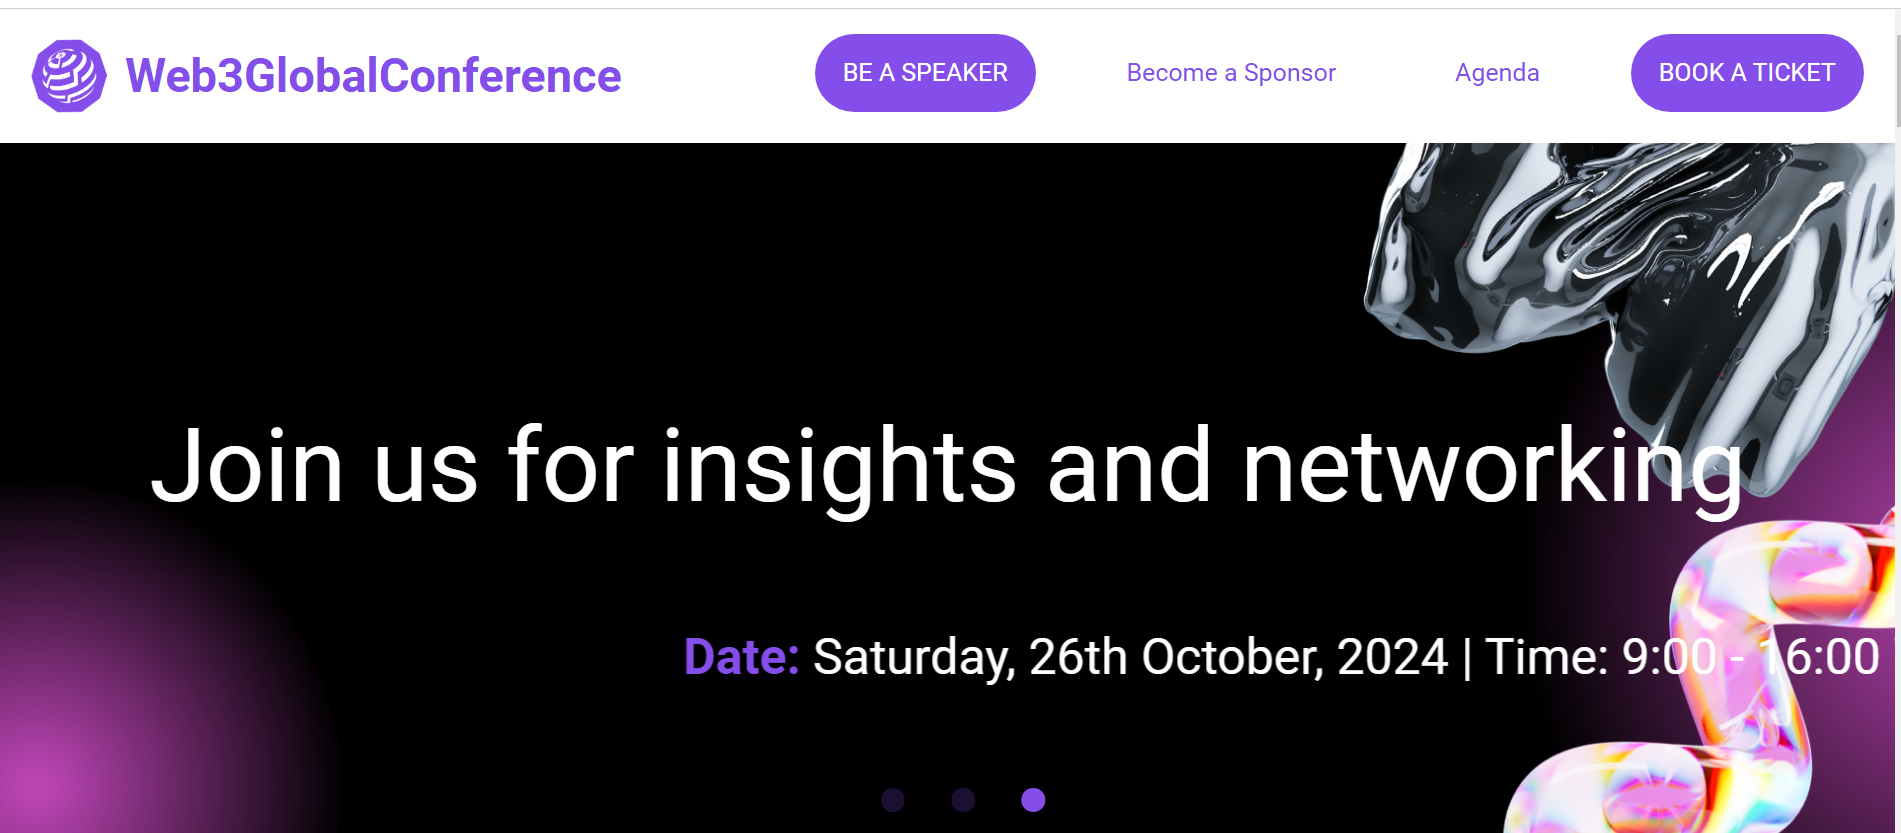 Web3GlobalConference
BE A SPEAKER
Become a Sponsor
Agenda
BOOK A TICKET
Join us for insights and networking
Date: Saturday, 26th October, 2024 | Time: 9:00 - 16:00